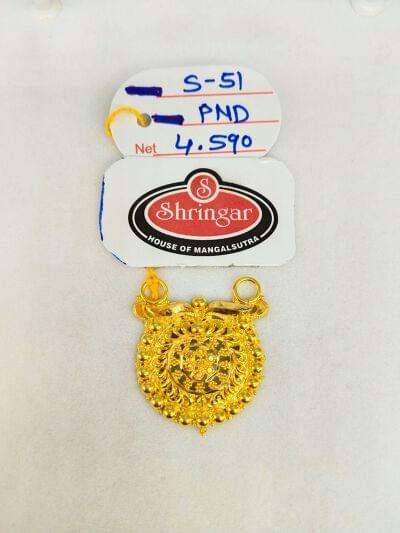 S-51
PND
Net 4.590
S
Shringar
HOUSE OF MANGALSUTRA